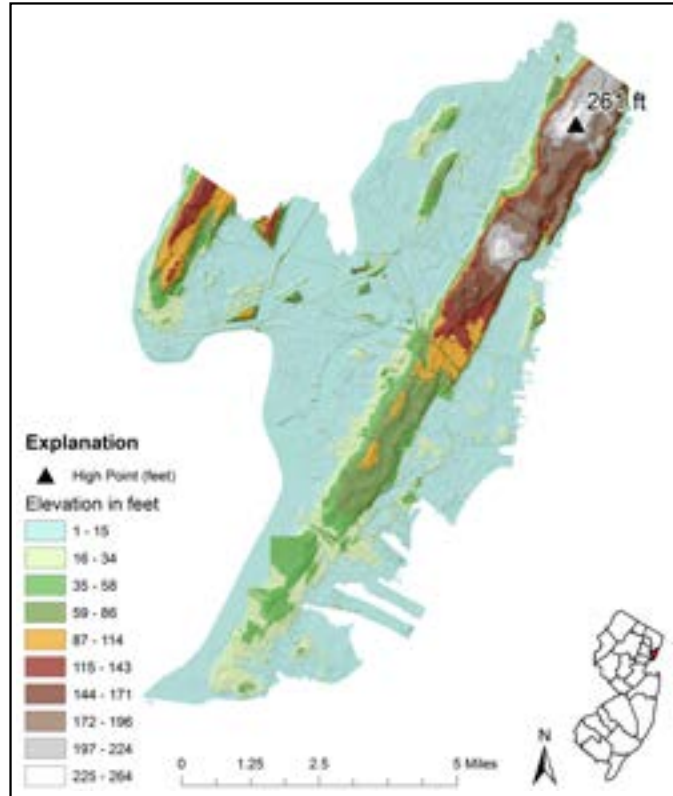 261 ft
Explanation
High Point (feet)
Elevation in feet
1 - 15
16 - 34
35 - 58
59 - 86
87 - 114
115 - 143
144 - 171
172 - 196
197 - 224
225 - 264
0 1.25 2.5 5 Miles
N